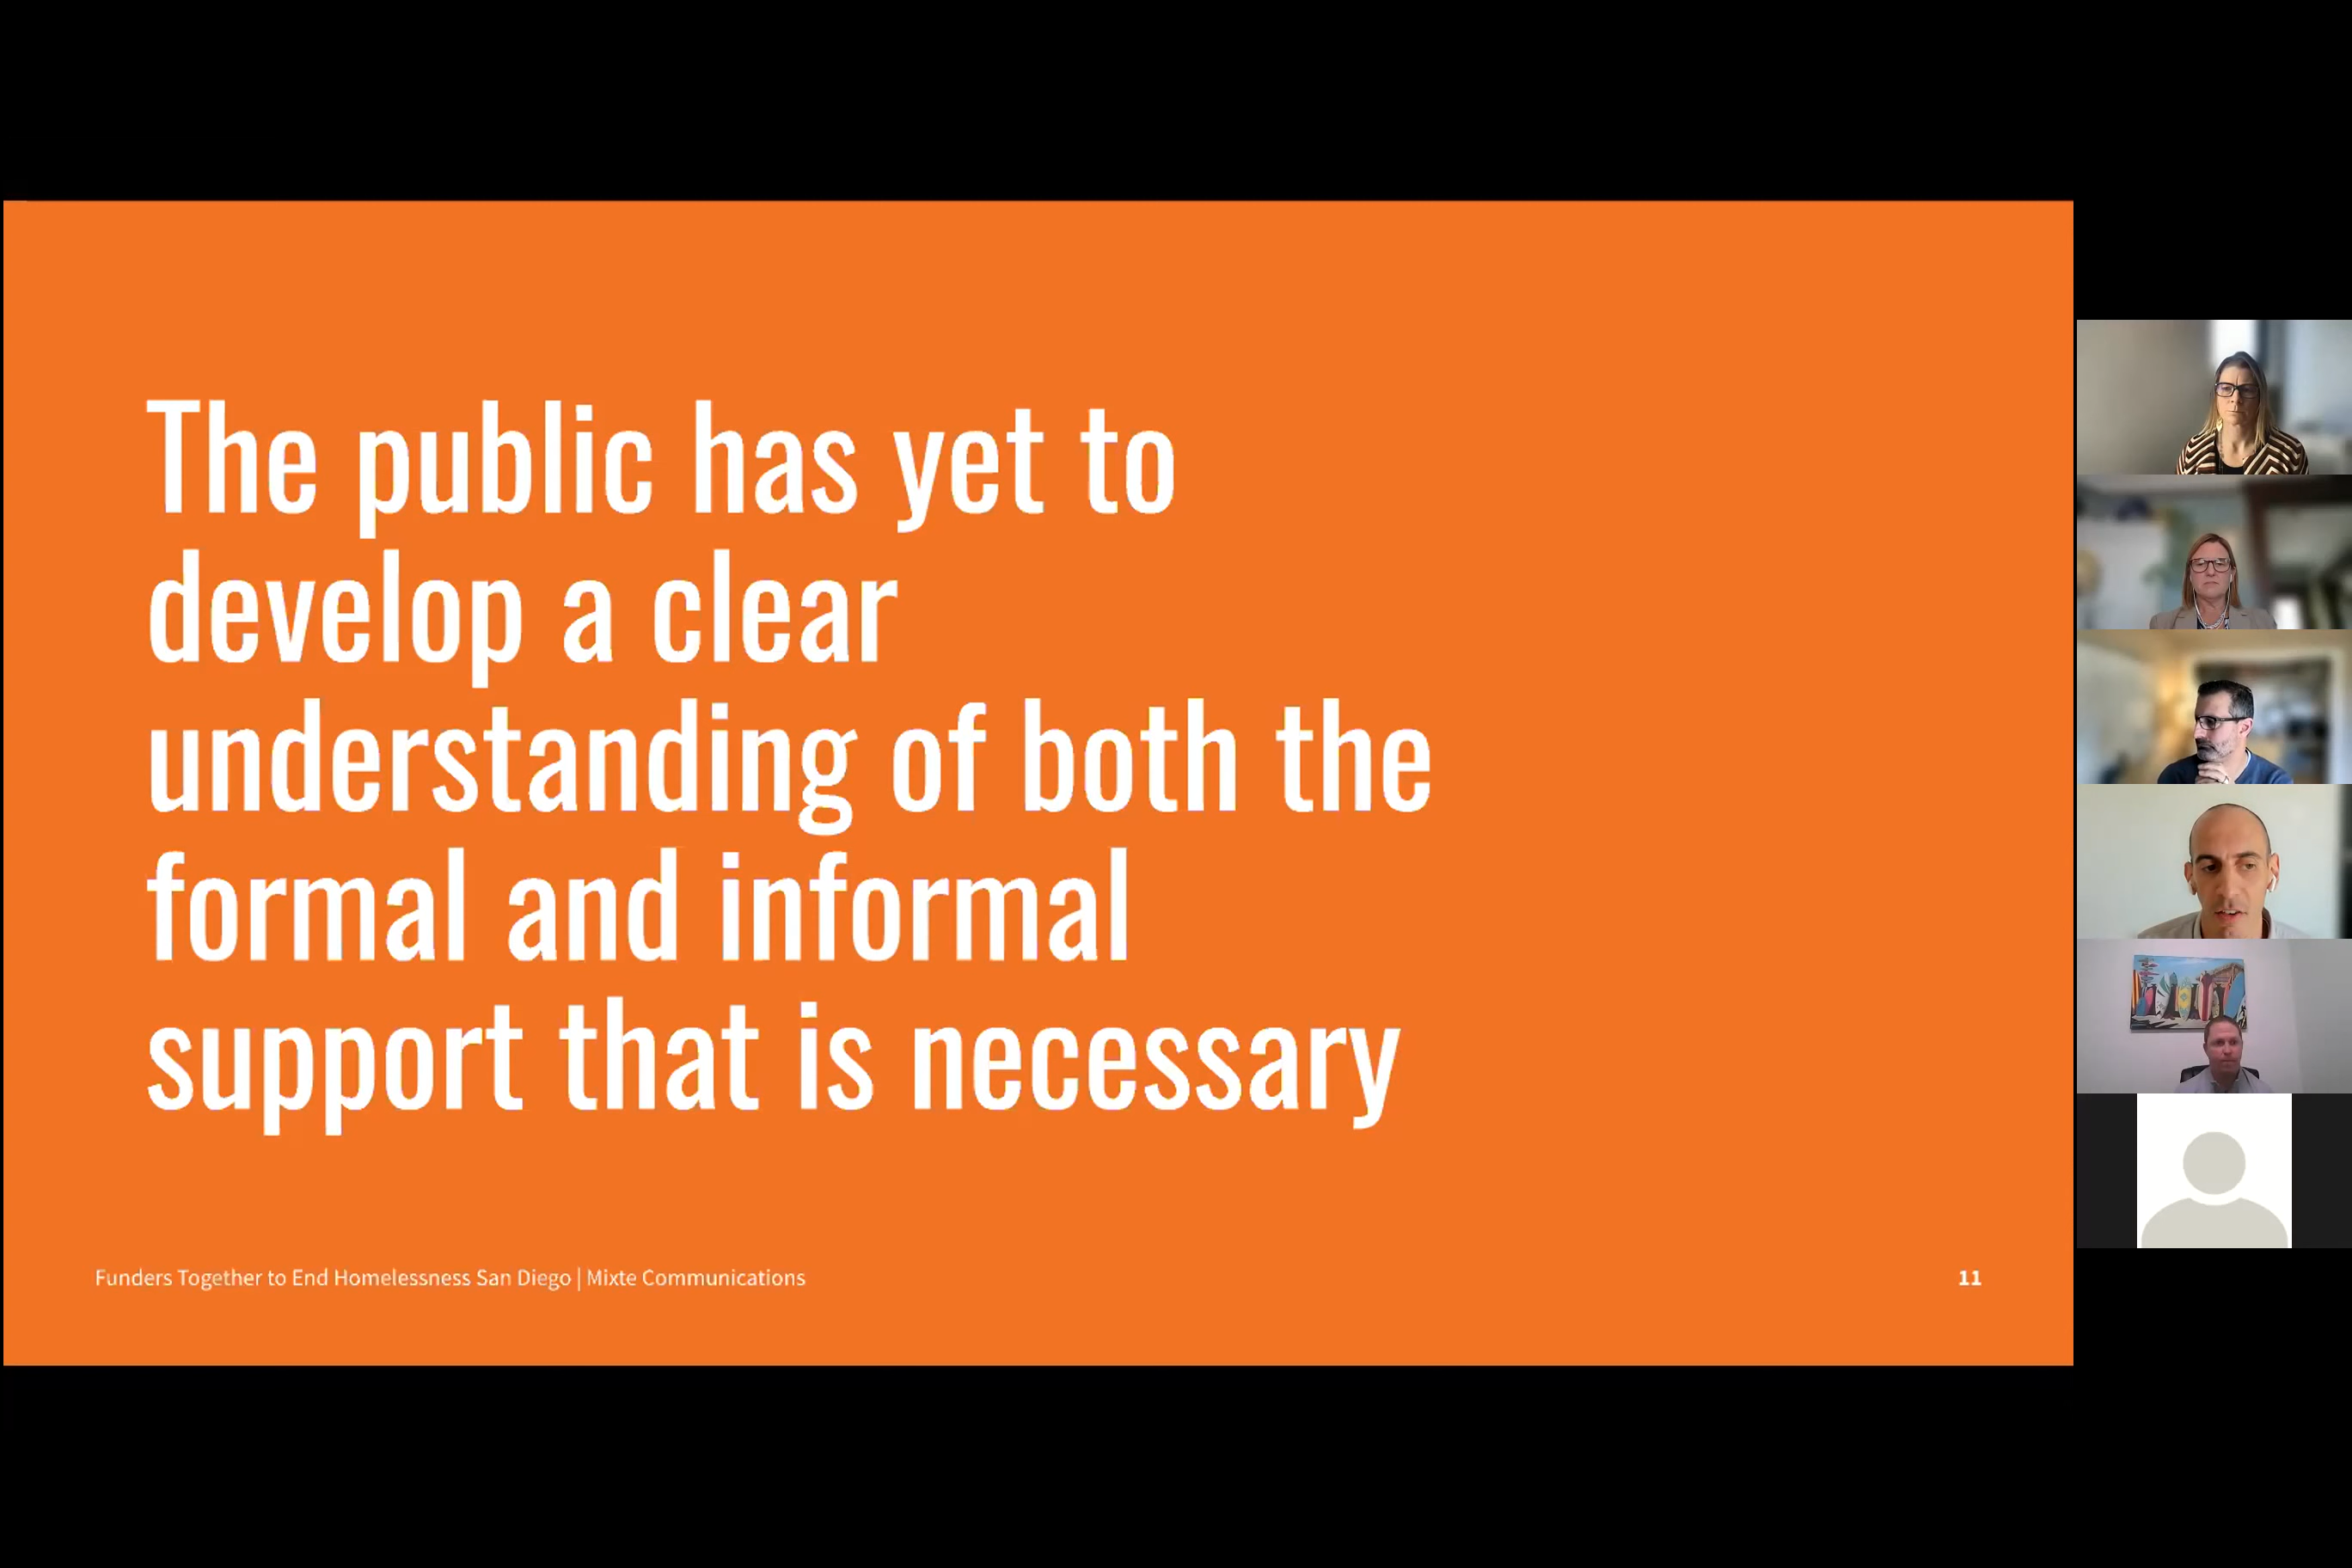 The public has yet to
develop a clear
understanding of both the
formal and informal
support that is necessary
Funders Together to End Homelessness San Diego | Mixte Communications
11